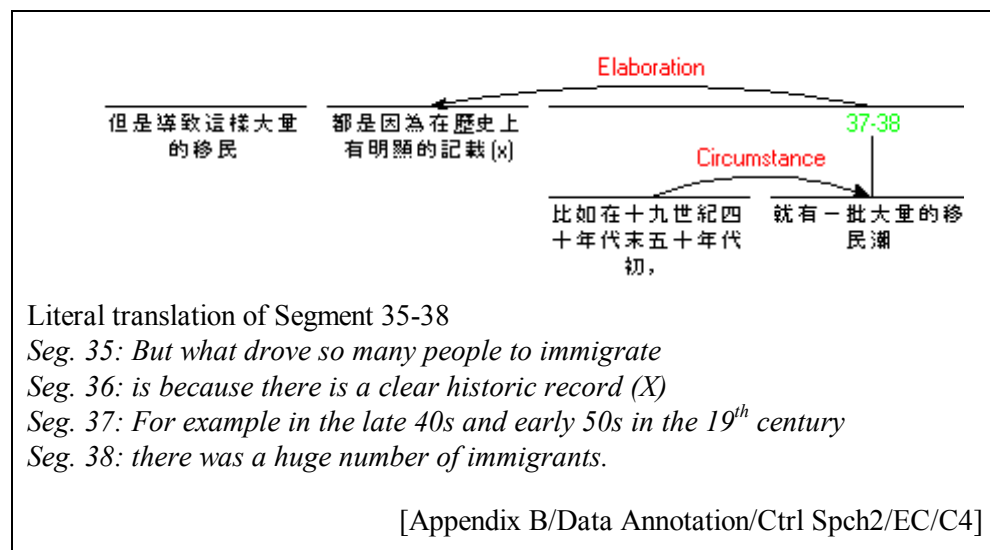 Elaboration
但是導致這樣大量
的移民
都是因為在歷史上
有明顯的記載(x)
37-38
Circumstance
比如在十九世紀四
十年代末五十年代
初，
就有一批大量的移
民潮
Literal translation of Segment 35-38
Seg. 35: But what drove so many people to immigrate
Seg. 36: is because there is a clear historic record (X)
Seg. 37: For example in the late 40s and early 50s in the 19th century
Seg. 38: there was a huge number of immigrants.
[Appendix B/Data Annotation/Ctrl Spch2/EC/C4]